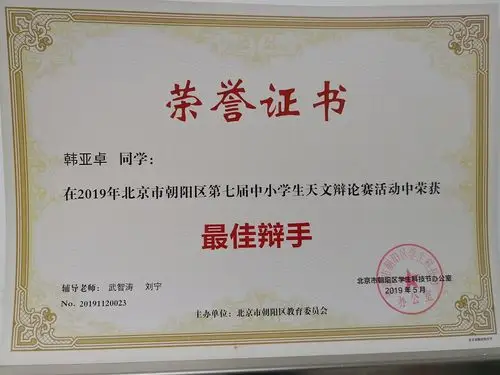 荣誉证书
韩亚卓 同学：
在2019年北京市朝阳区第七届中小学生天文辩论赛活动中荣获
最佳辩手
辅导老师： 武智涛 刘宁
No. 20191120023
北京市朝阳区学生科技节办公室
2019年5月
办公室
主办单位：北京市朝阳区教育委员会